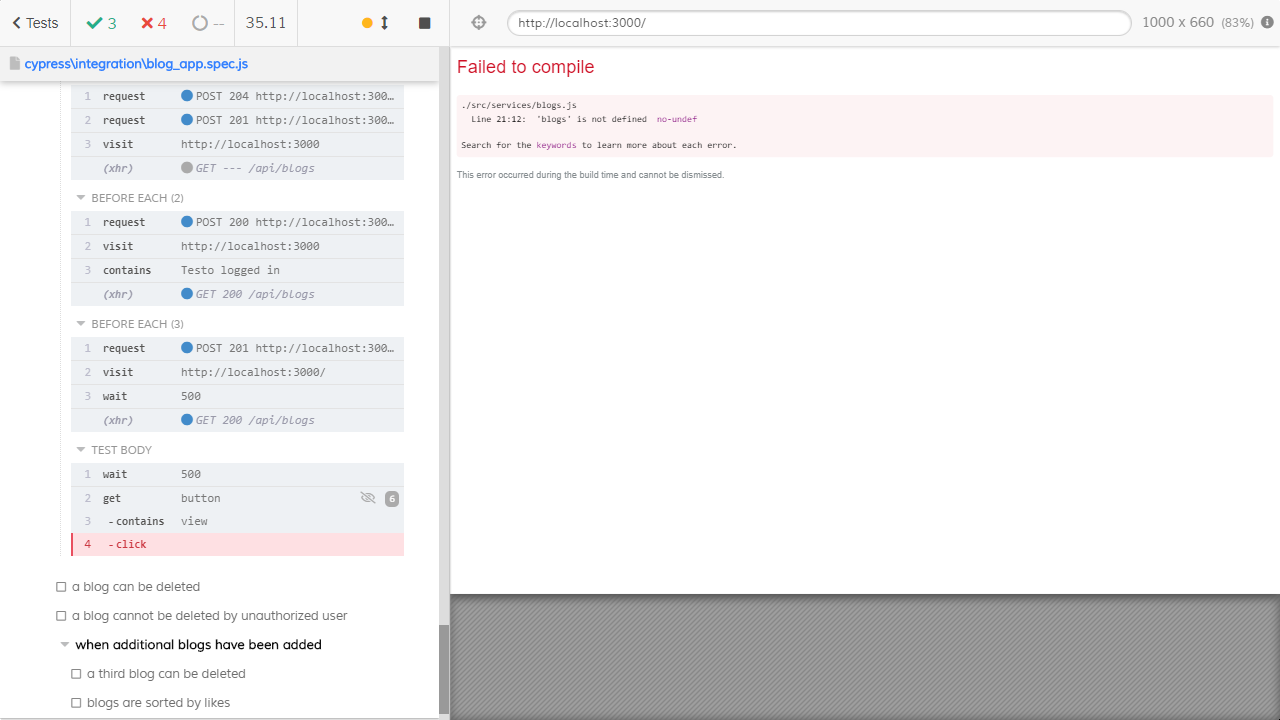 Tests
3
4
--
35.11
http://localhost:3000/
1000 x 660 (83%)
cypress\integration\blog_app.spec.js
1 request POST 204 http://localhost:300…
2 request POST 201 http://localhost:300…
3 visit http://localhost:3000
(xhr) GET --- /api/blogs
BEFORE EACH (2)
1 request POST 200 http://localhost:300…
2 visit http://localhost:3000
3 contains Testo logged in
(xhr) GET 200 /api/blogs
BEFORE EACH (3)
1 request POST 201 http://localhost:300…
2 visit http://localhost:3000/
3 wait 500
(xhr) GET 200 /api/blogs
TEST BODY
1 wait 500
2 get button 6
3 -contains view
4 -click
a blog can be deleted
a blog cannot be deleted by unauthorized user
when additional blogs have been added
a third blog can be deleted
blogs are sorted by likes
Failed to compile
./src/services/blogs.js
Line 21:12: 'blogs' is not defined no-undef
Search for the keywords to learn more about each error.
This error occurred during the build time and cannot be dismissed.